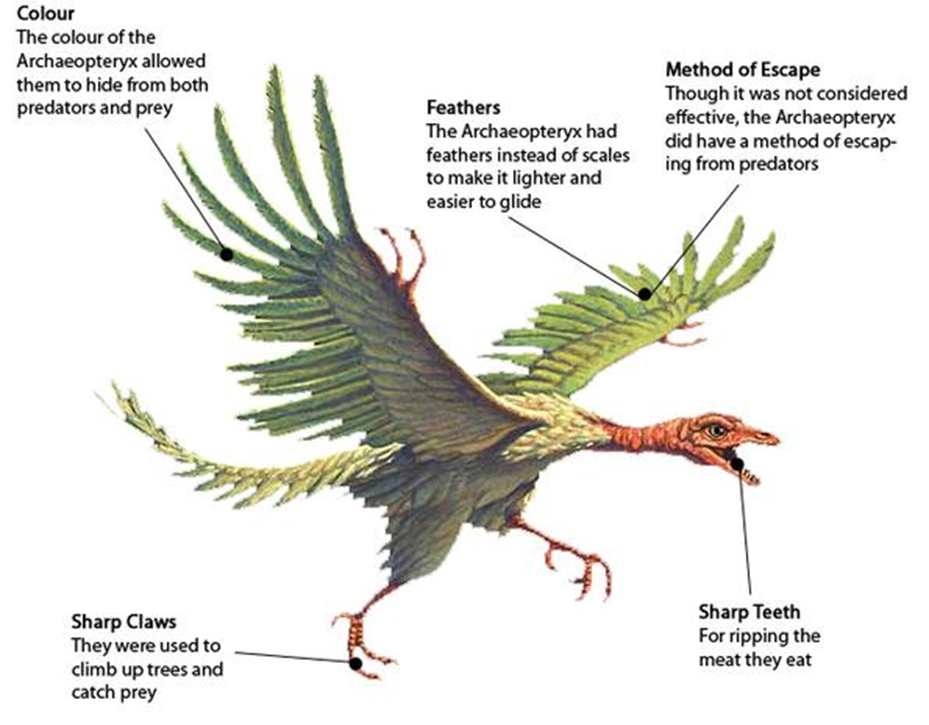 Colour
The colour of the
Archaeopteryx allowed
them to hide from both
predators and prey
Feathers
The Archaeopteryx had
feathers instead of scales
to make it lighter and
easier to glide
Method of Escape
Though it was not considered
effective, the Archaeopteryx
did have a method of escap-
ing from predators
Sharp Claws
They were used to
climb up trees and
catch prey
Sharp Teeth
For ripping the
meat they eat